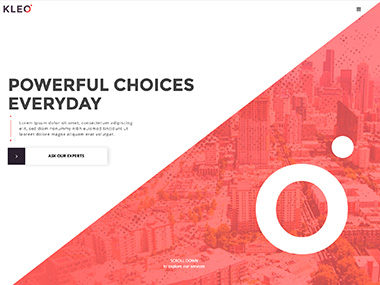 KLEO
POWERFUL CHOICES
EVERYDAY
Lorem ipsum dolor sit amet, consectetuer adipiscing
elit, sed diam nonummy nibh euismod tincidunt ut
laoreet dolore magna aliquam erat volutpat.
ASK OUR EXPERTS
SCROLL DOWN
to explore our services